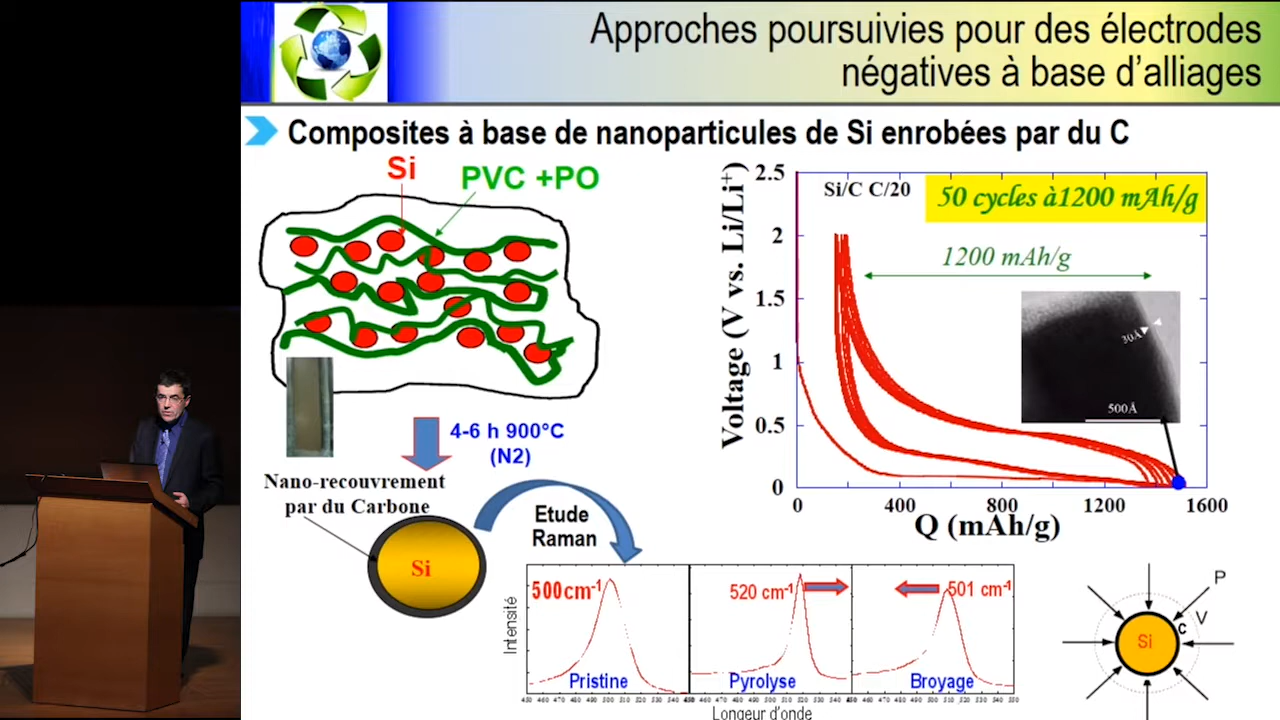 Approches poursuivies pour des électrodes
négatives à base d'alliages
Composites à base de nanoparticules de Si enrobées par du C
Si
PVC +PO
4-6 h 900°C
(N2)
Nano-recouvrement
par du Carbone
Si
Etude
Raman
Voltage (V vs. Li/Li+)
2.5
2
1.5
1
0.5
0
Si/C C/20
50 cycles à1200 mAh/g
1200 mAh/g
30Å
500Å
0
400
800
1200
1600
Q (mAh/g)
Intensité
500cm-1
Pristine
520 cm-1
Pyrolyse
501 cm-1
Broyage
Longeur d'onde
P
V
C
Si